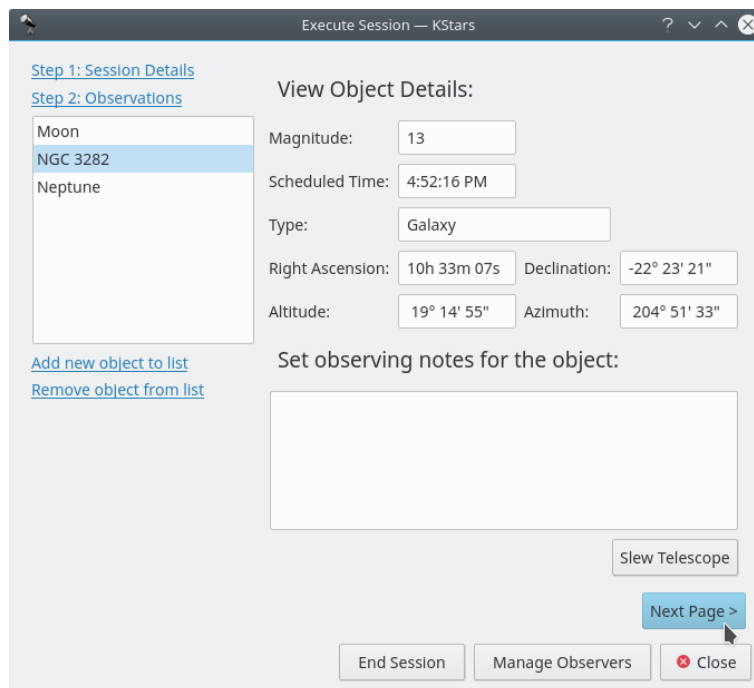 Execute Session — KStars
Step 1: Session Details
Step 2: Observations
Moon
NGC 3282
Neptune
Add new object to list
Remove object from list
View Object Details:
Magnitude: 13
Scheduled Time: 4:52:16 PM
Type: Galaxy
Right Ascension: 10h 33m 07s Declination: -22° 23' 21"
Altitude: 19° 14' 55" Azimuth: 204° 51' 33"
Set observing notes for the object:
Slew Telescope
Next Page >
End Session Manage Observers Close